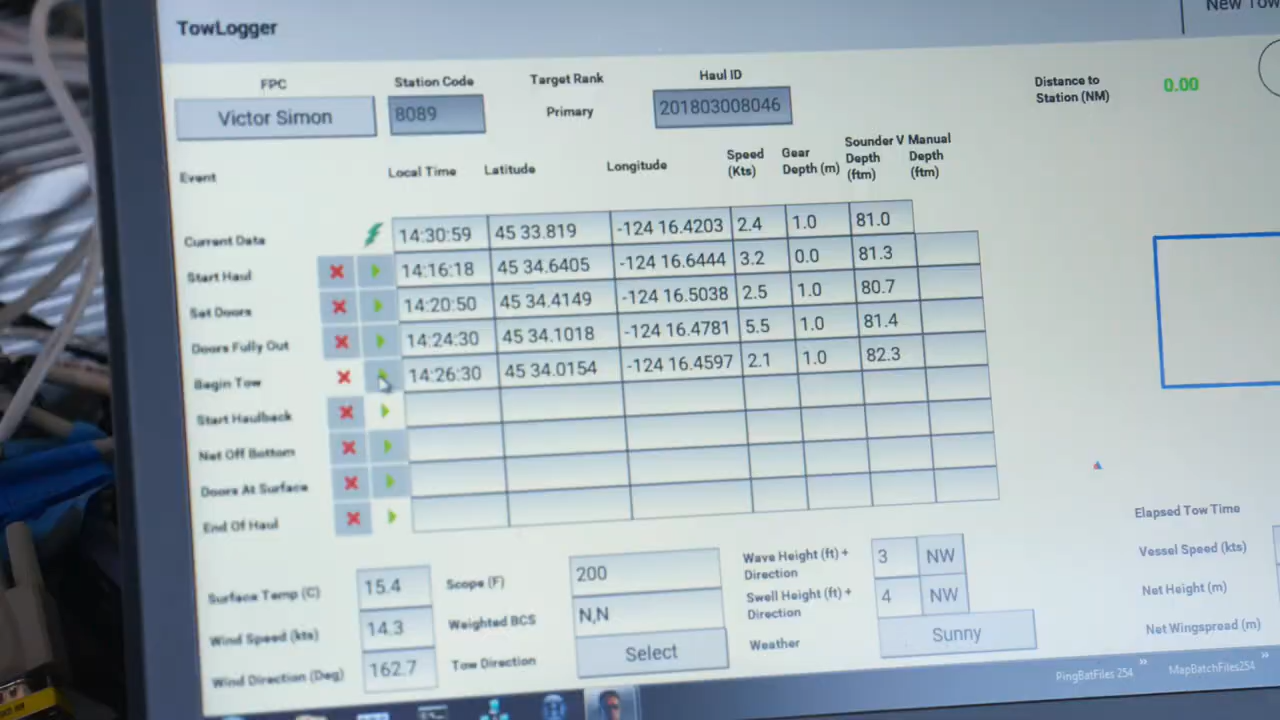 TowLogger
New Tow
FPC
Station Code
Target Rank
Haul ID
Distance to
Station (NM)
0.00
Victor Simon
8089
Primary
201803008046
Event
Local Time
Latitude
Longitude
Speed
(Kts)
Gear
Depth (m)
Sounder V
Depth
(ftm)
Manual
Depth
(ftm)
Current Data 14:30:59 45 33.819 -124 16.4203 2.4 1.0 81.0
Start Haul 14:16:18 45 34.6405 -124 16.6444 3.2 0.0 81.3
Set Doors 14:20:50 45 34.4149 -124 16.5038 2.5 1.0 80.7
Doors Fully Out 14:24:30 45 34.1018 -124 16.4781 5.5 1.0 81.4
Begin Tow 14:26:30 45 34.0154 -124 16.4597 2.1 1.0 82.3
Start Haulback
Net Off Bottom
Doors At Surface
End Of Haul
Surface Temp (C) 15.4
Wind Speed (kts) 14.3
Wind Direction (Deg) 162.7
Scope (F) 200
Weighted BCS N,N
Tow Direction Select
Wave Height (ft) +
Direction
3 NW
Swell Height (ft) +
Direction
4 NW
Weather Sunny
Elapsed Tow Time
Vessel Speed (kts)
Net Height (m)
Net Wingspread (m)
PingBatFiles 254 »
MapBatchFiles254 »